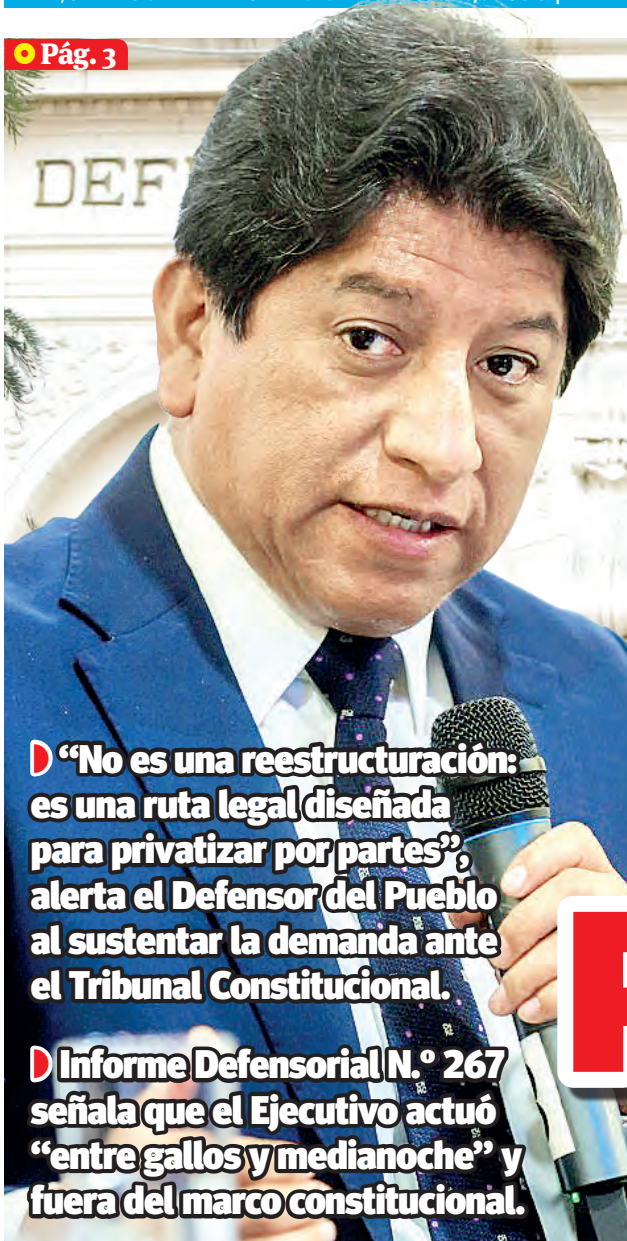 Pág. 3
DEF
“No es una reestructuración:
es una ruta legal diseñada
para privatizar por partes”,
alerta el Defensor del Pueblo
al sustentar la demanda ante
el Tribunal Constitucional.
Informe Defensorial N.º 267
señala que el Ejecutivo actuó
“entre gallos y medianoche” y
fuera del marco constitucional.